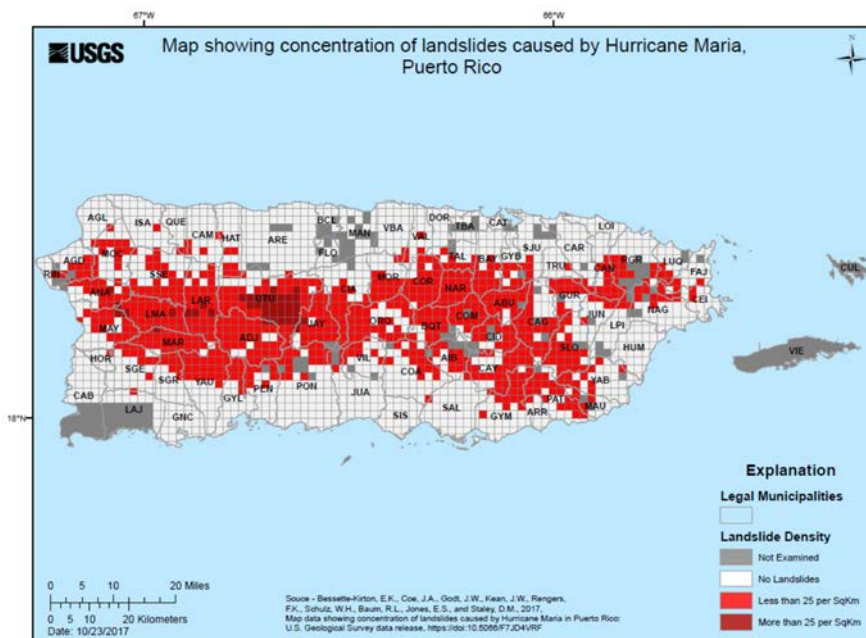 67°W
66°W
USGS
Map showing concentration of landslides caused by Hurricane Maria,
Puerto Rico
N
AGL
ISA
QUE
CAM
HAT
ARE
BCL
MAN
VBA
DOR
VAL
TBA
CAT
LOI
AGD
MOC
FLO
TAL
BAY
GYB
SJU
CAR
TRU
CAN
RGR
LUQ
FAJ
CUL
RIN
SSE
ANA
LAR
UTU
CIA
MOR
COR
NAR
ABU
GUR
CEI
NAG
LMA
MAY
JAY
ORO
BQT
COM
CAG
JUN
LPI
MAR
ADJ
CID
HOR
VIL
AIB
SLO
HUM
VIE
SGE
COA
CAY
SGR
YAU
PEN
PON
YAB
CAB
GYL
JUA
PAT
LAJ
GNC
SIS
SAL
GYM
ARR
MAU
18°N
Explanation
Legal Municipalities
Landslide Density
Not Examined
No Landslides
Less than 25 per SqKm
More than 25 per SqKm
0 5 10 20 Miles
0 5 10 20 Kilometers
Date: 10/23/2017
Souce - Bessette-Kirton, E.K., Coe, J.A., Godt, J.W., Kean, J.W., Rengers,
F.K., Schulz, W.H., Baum, R.L., Jones, E.S., and Staley, D.M., 2017,
Map data showing concentration of landslides caused by Hurricane Maria in Puerto Rico:
U.S. Geological Survey data release, https://doi.org/10.5066/F7JD4VRF